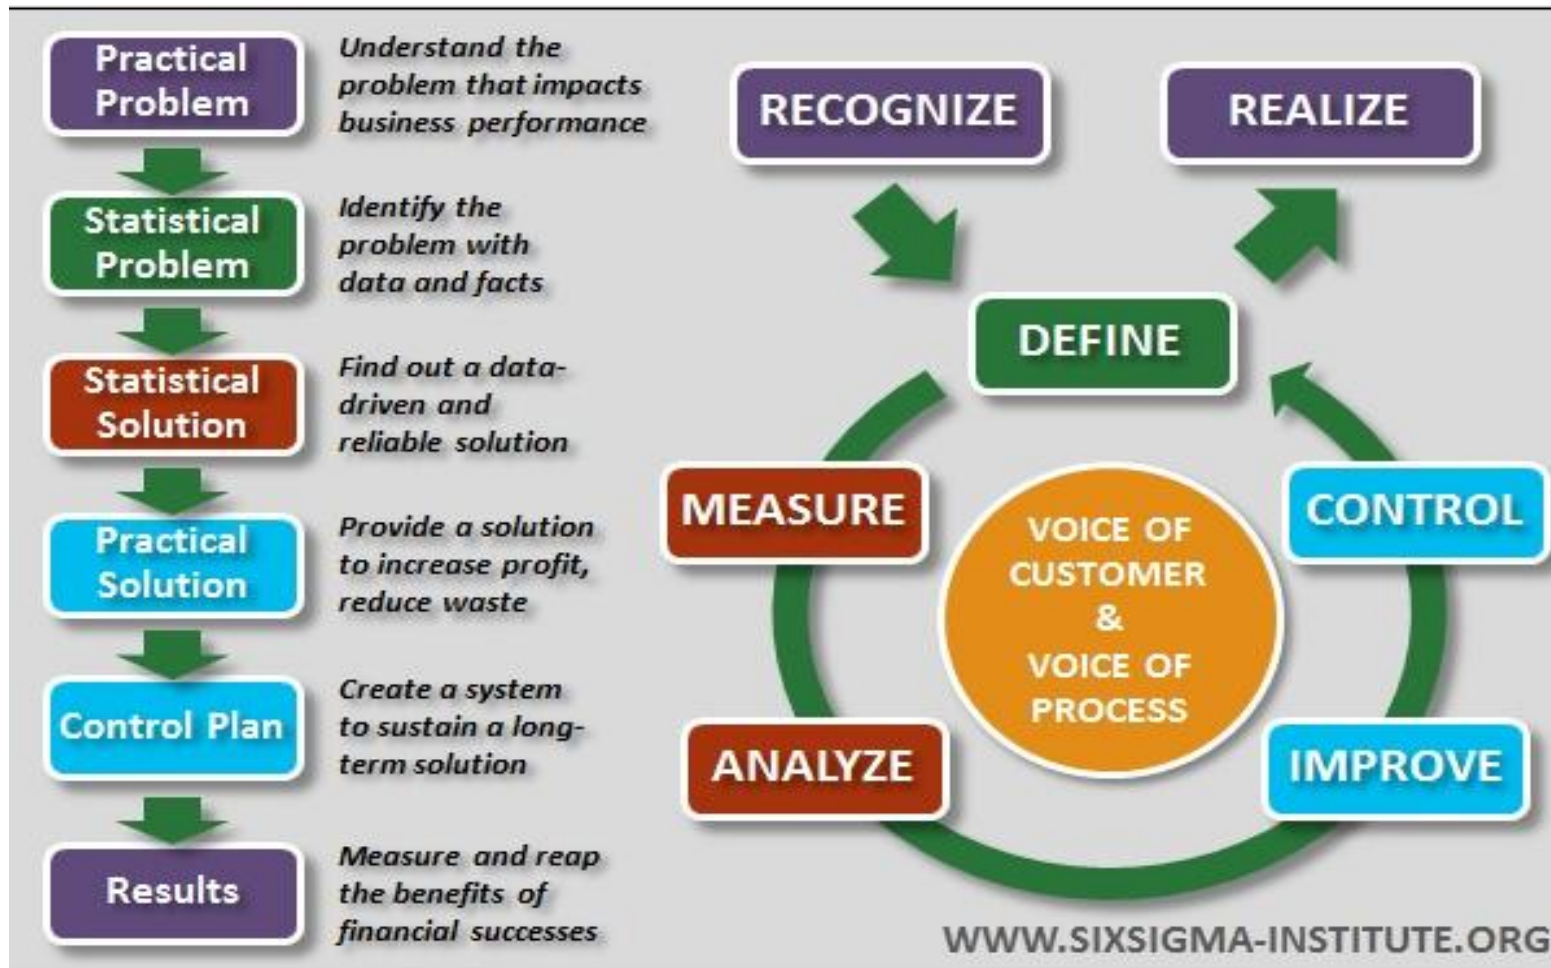 Practical
Problem
Understand the
problem that impacts
business performance
Statistical
Problem
Identify the
problem with
data and facts
Statistical
Solution
Find out a data-
driven and
reliable solution
Practical
Solution
Provide a solution
to increase profit,
reduce waste
Control Plan
Create a system
to sustain a long-
term solution
Results
Measure and reap
the benefits of
financial successes
RECOGNIZE
REALIZE
DEFINE
MEASURE
CONTROL
VOICE OF
CUSTOMER
&
VOICE OF
PROCESS
ANALYZE
IMPROVE
WWW.SIXSIGMA-INSTITUTE.ORG